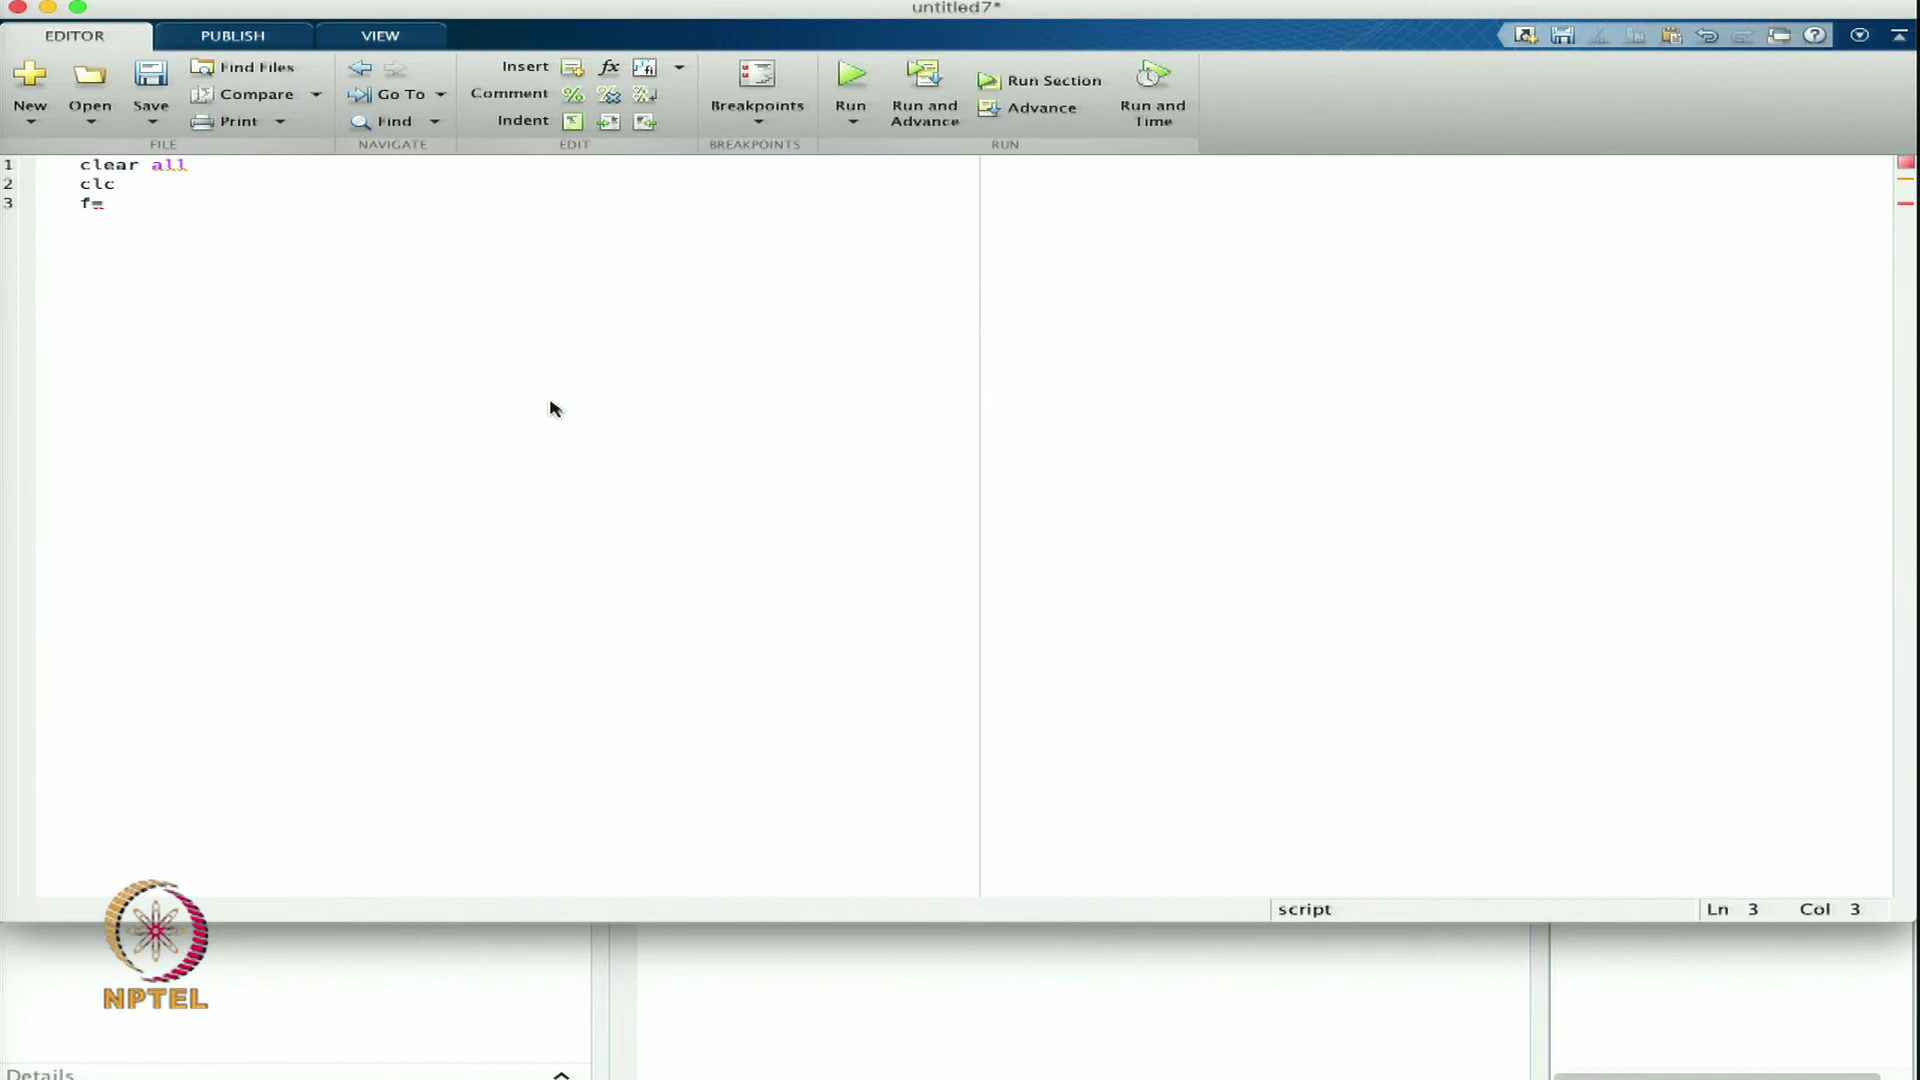 untitled7*
EDITOR PUBLISH VIEW
New Open Save Find Files Compare Print
FILE
Go To Find
NAVIGATE
Insert fx
Comment
Indent
EDIT
Breakpoints
BREAKPOINTS
Run Run and Advance Run Section Advance Run and Time
RUN
1 clear all
2 clc
3 f=
script Ln 3 Col 3
NPTEL
Details